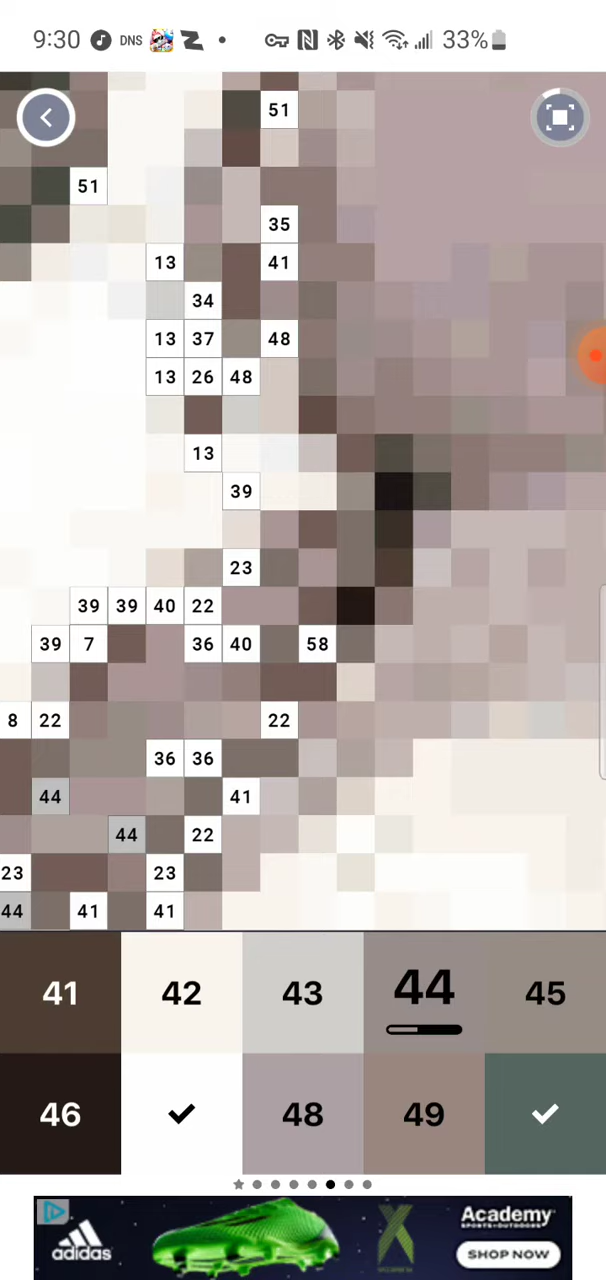 9:30 DNS 33%
51
51
35
13 41
34
13 37 48
13 26 48
13
39
23
39 39 40 22
39 7 36 40 58
8 22 22
36 36
44 41
44 22
23 23
44 41 41
41 42 43 44 45
46 48 49
adidas X Academy
SPORTS+OUTDOORS
SHOP NOW